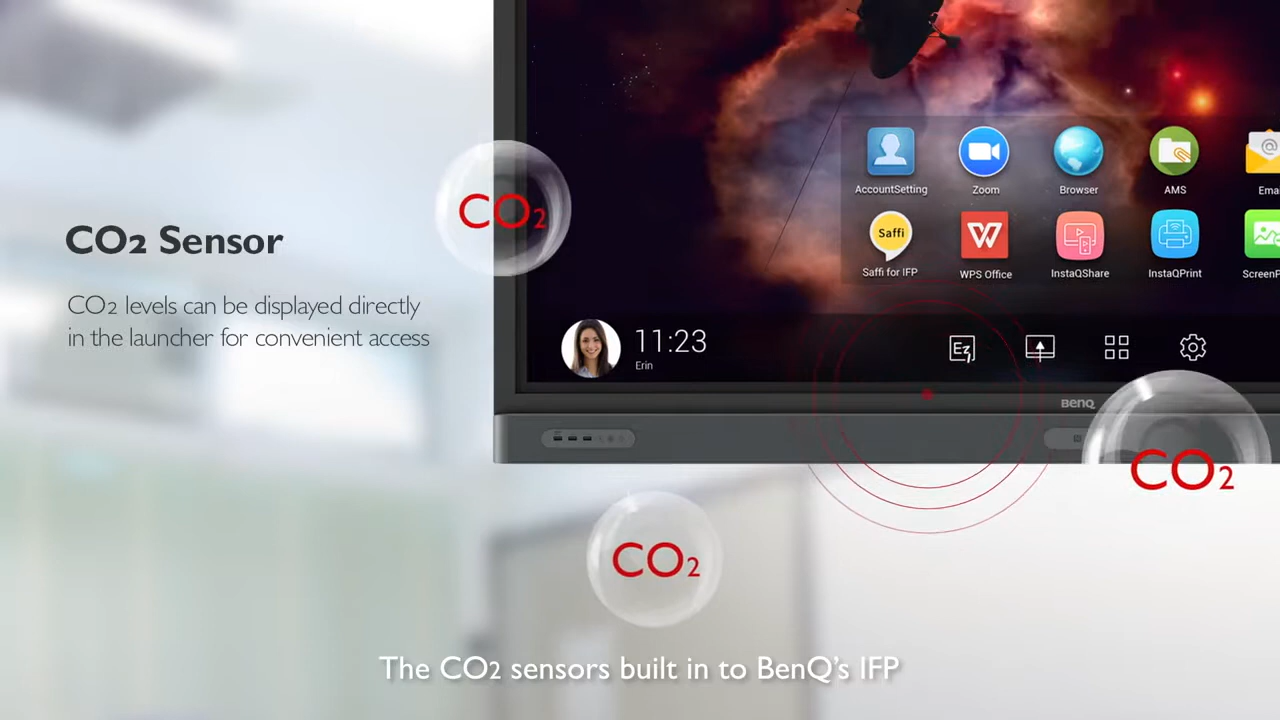 CO2 Sensor
CO2 levels can be displayed directly
in the launcher for convenient access
CO2
AccountSetting
Zoom
Browser
AMS
Ema
Saffi
Saffi for IFP
WPS Office
InstaQShare
InstaQPrint
ScreenP
11:23
Erin
BenQ
CO2
CO2
The CO2 sensors built in to BenQ's IFP